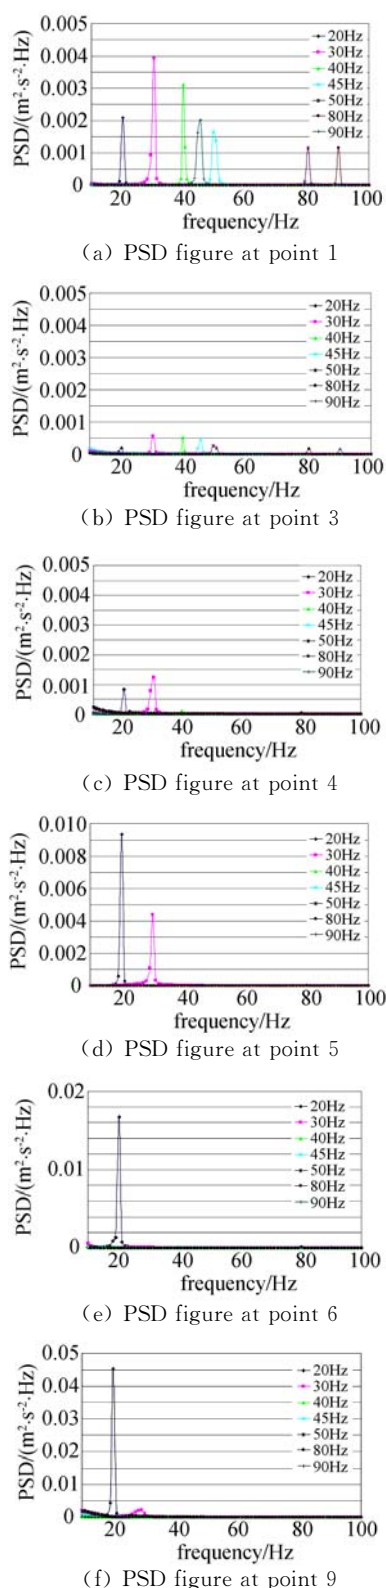 0.005
0.004
0.003
0.002
0.001
0
PSD/(m²·s⁻²·Hz)
20Hz
30Hz
40Hz
45Hz
50Hz
80Hz
90Hz
20 40 60 80 100
frequency/Hz
(a) PSD figure at point 1
0.005
0.004
0.003
0.002
0.001
0
PSD/(m²·s⁻²·Hz)
20Hz
30Hz
40Hz
45Hz
50Hz
80Hz
90Hz
20 40 60 80 100
frequency/Hz
(b) PSD figure at point 3
0.005
0.004
0.003
0.002
0.001
0
PSD/(m²·s⁻²·Hz)
20Hz
30Hz
40Hz
45Hz
50Hz
80Hz
90Hz
20 40 60 80 100
frequency/Hz
(c) PSD figure at point 4
0.010
0.008
0.006
0.004
0.002
0.000
PSD/(m²·s⁻²·Hz)
20Hz
30Hz
40Hz
45Hz
50Hz
80Hz
90Hz
20 40 60 80 100
frequency/Hz
(d) PSD figure at point 5
0.02
0.01
0
PSD/(m²·s⁻²·Hz)
20Hz
30Hz
40Hz
45Hz
50Hz
80Hz
90Hz
20 40 60 80 100
frequency/Hz
(e) PSD figure at point 6
0.05
0.04
0.03
0.02
0.01
0
PSD/(m²·s⁻²·Hz)
20Hz
30Hz
40Hz
45Hz
50Hz
80Hz
90Hz
20 40 60 80 100
frequency/Hz
(f) PSD figure at point 9